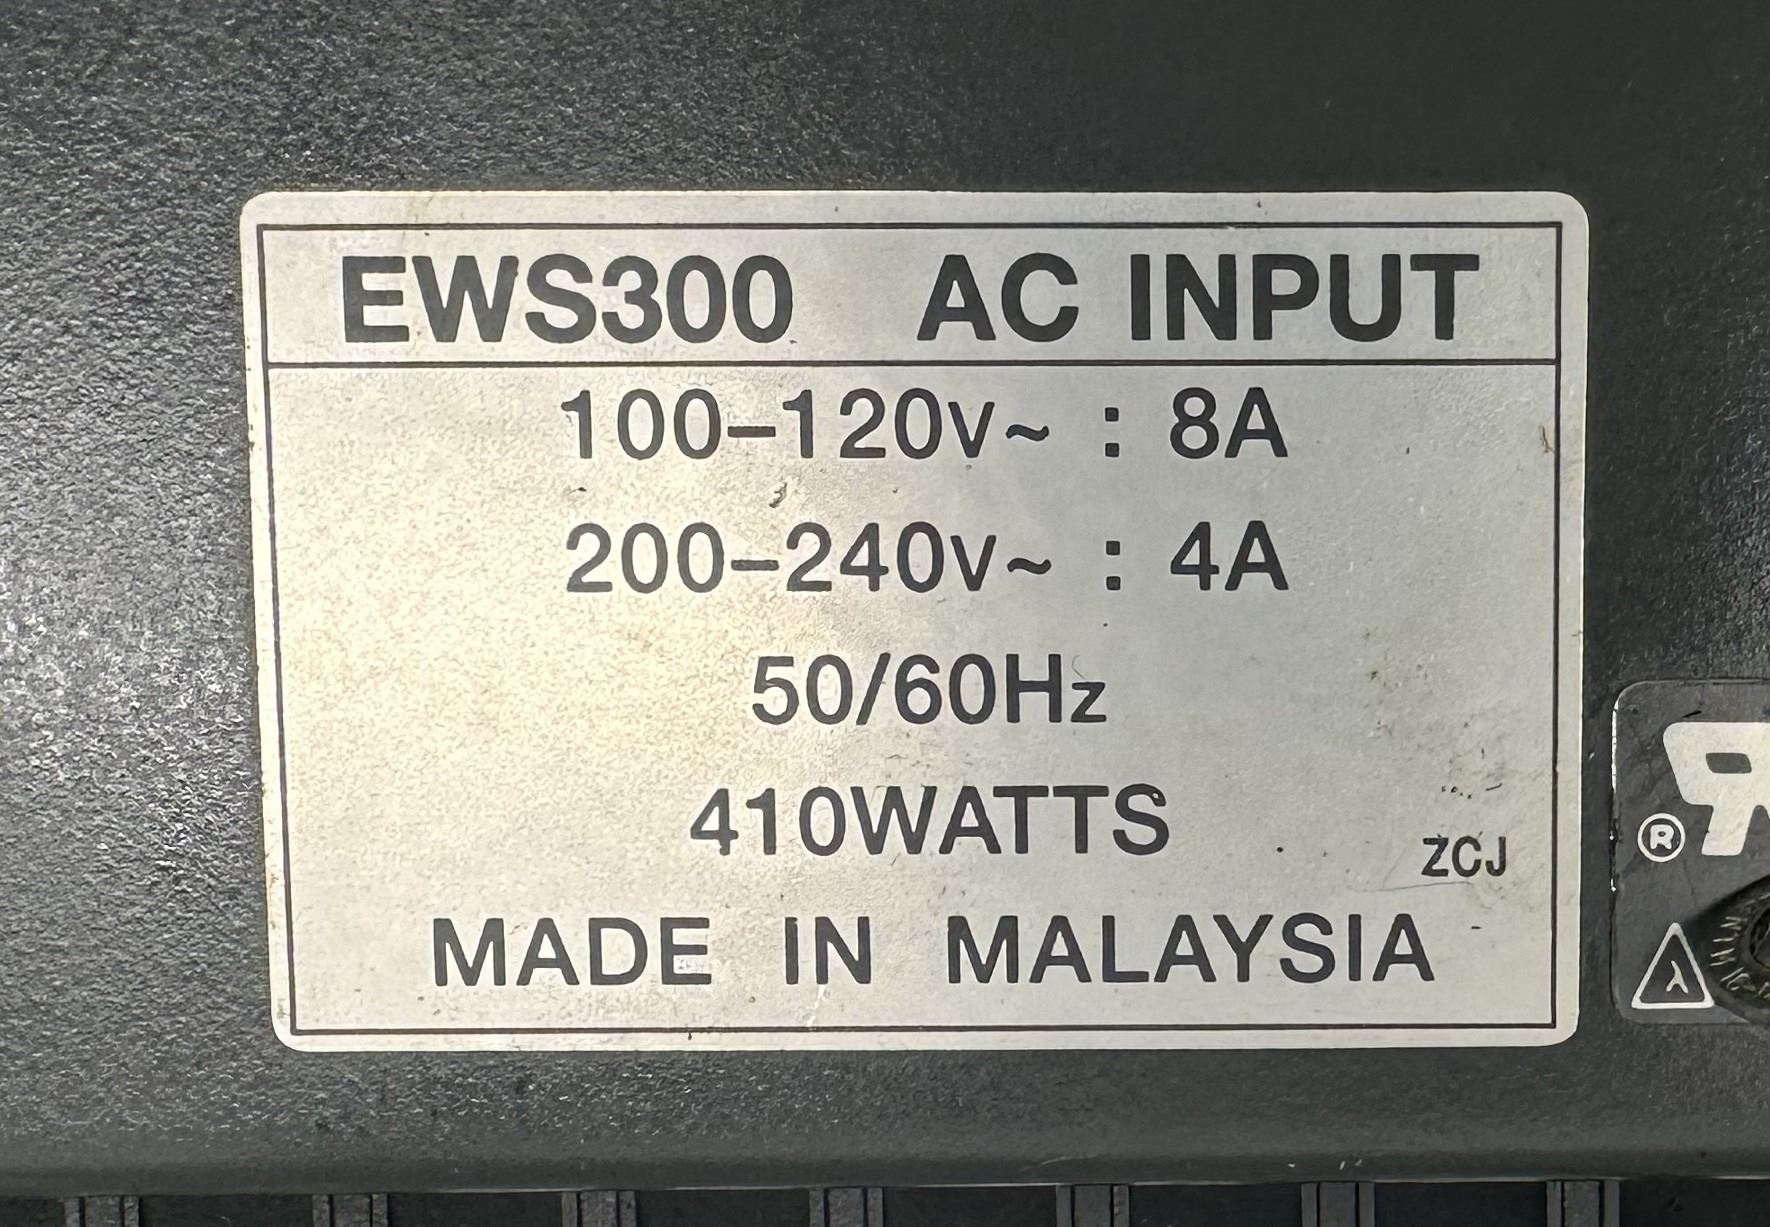 EWS300 AC INPUT
100–120V~ : 8A
200–240V~ : 4A
50/60Hz
410WATTS
ZCJ
MADE IN MALAYSIA
®